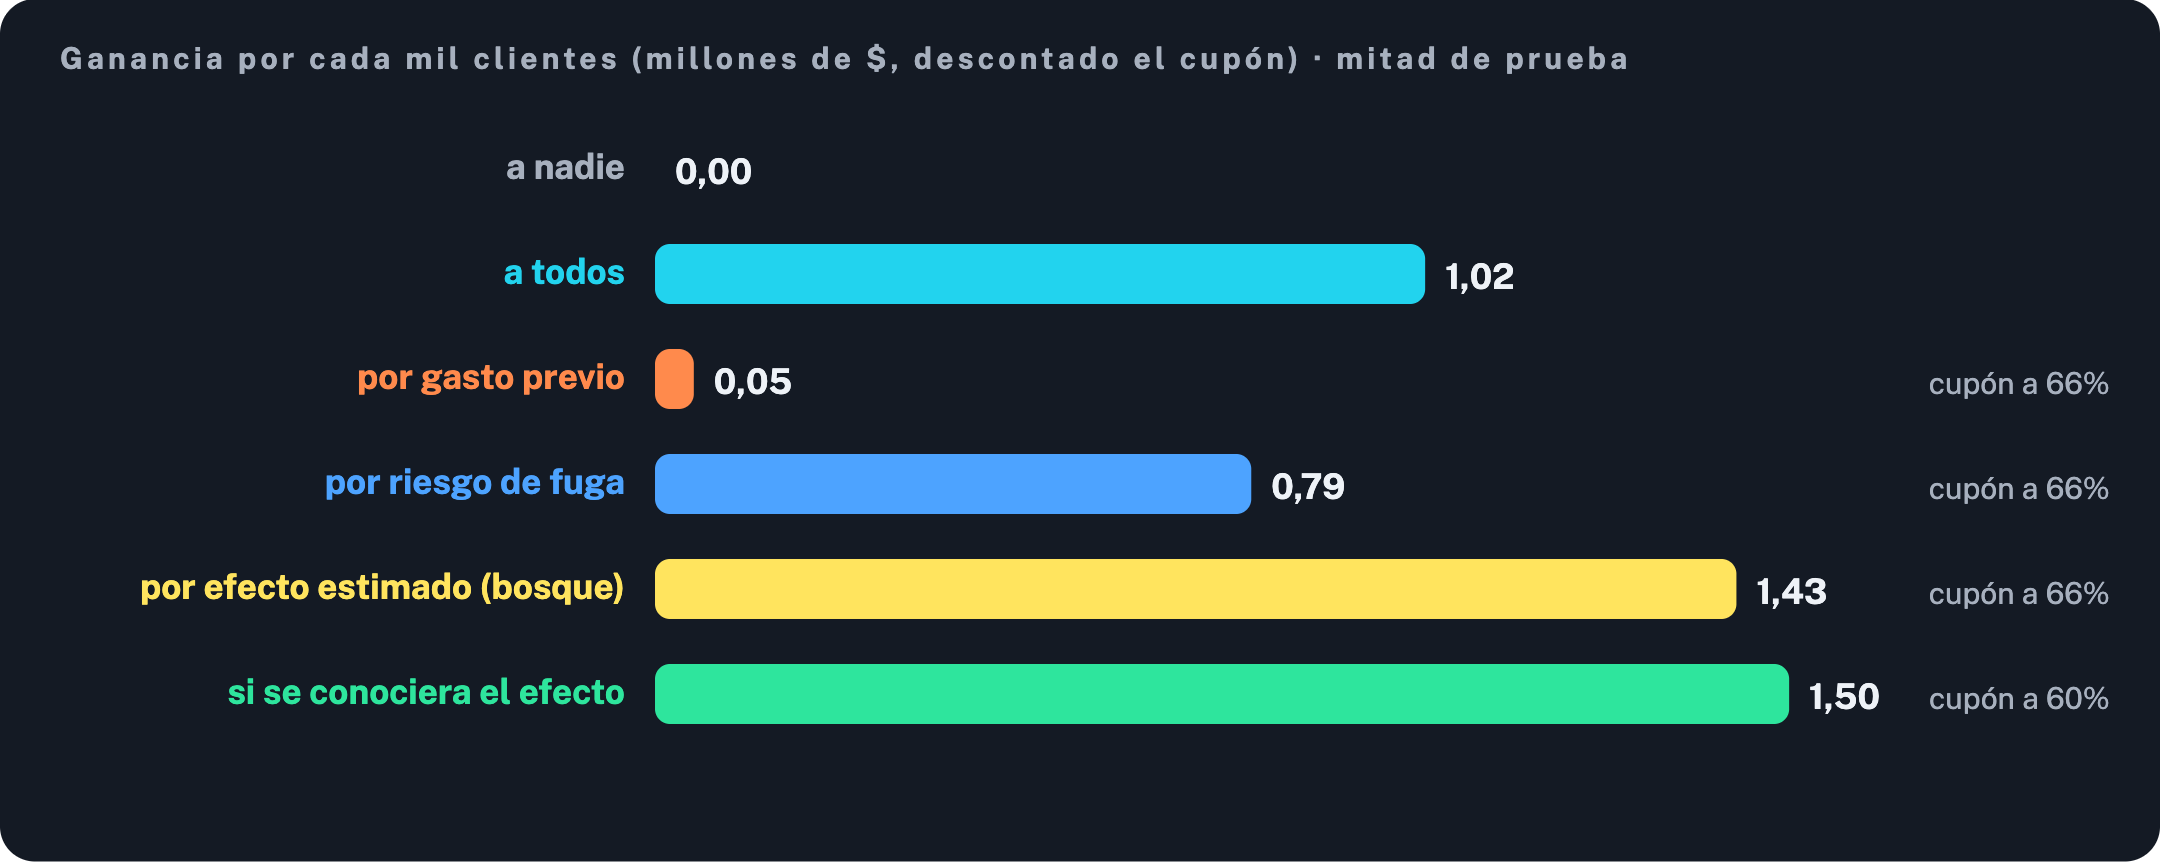 Ganancia por cada mil clientes (millones de $, descontado el cupón) · mitad de prueba
a nadie 0,00
a todos 1,02
por gasto previo 0,05 cupón a 66%
por riesgo de fuga 0,79 cupón a 66%
por efecto estimado (bosque) 1,43 cupón a 66%
si se conociera el efecto 1,50 cupón a 60%